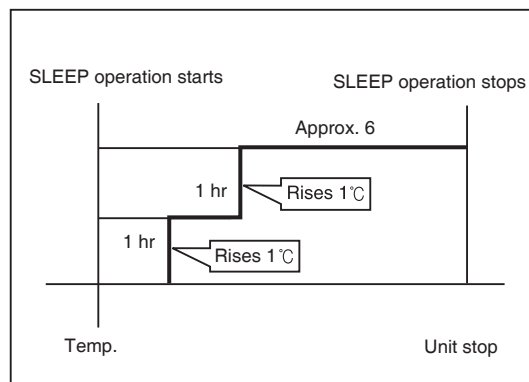 SLEEP operation starts
SLEEP operation stops
Approx. 6
1 hr
Rises 1℃
1 hr
Rises 1℃
Temp.
Unit stop